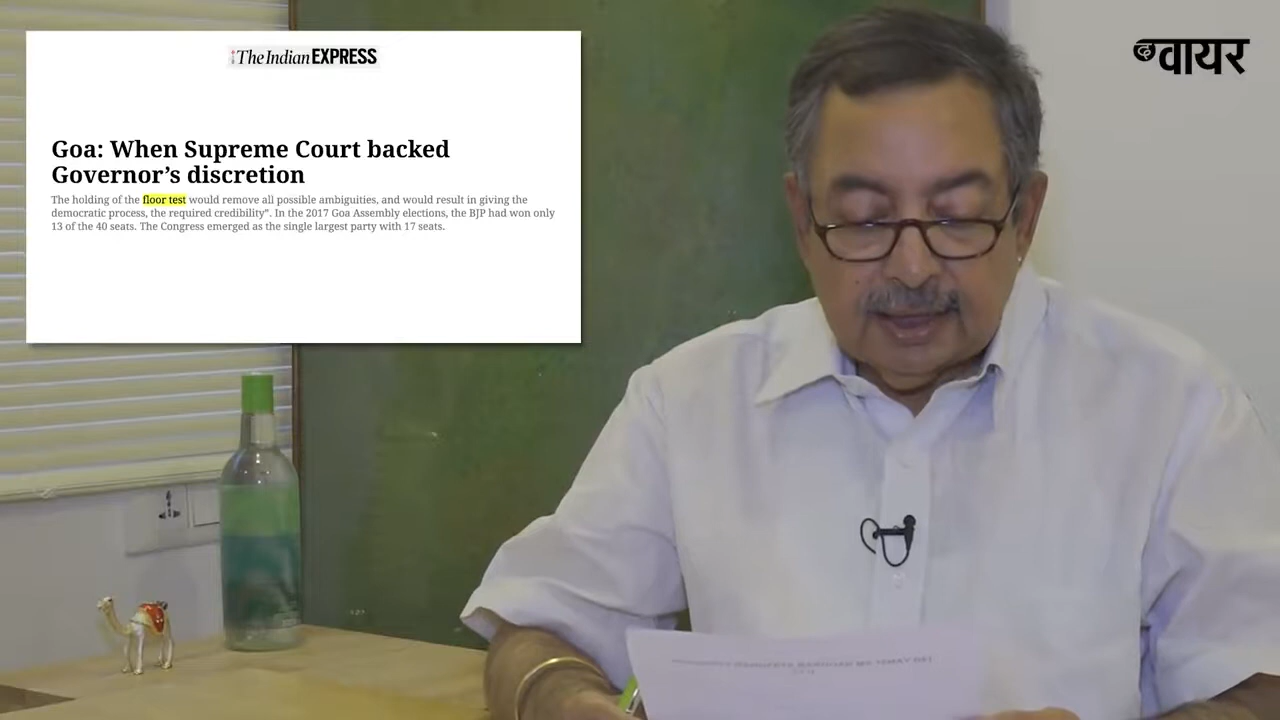 The Indian EXPRESS
द वायर
Goa: When Supreme Court backed
Governor’s discretion
The holding of the floor test would remove all possible ambiguities, and would result in giving the
democratic process, the required credibility”. In the 2017 Goa Assembly elections, the BJP had won only
13 of the 40 seats. The Congress emerged as the single largest party with 17 seats.